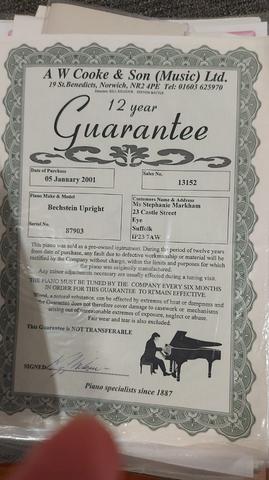 A W Cooke & Son (Music) Ltd.
19 St.Benedicts, Norwich, NR2 4PE Tel: 01603 625970
12 year
Guarantee
Date of Purchase
05 January 2001
Sales No.
13152
Piano Make & Model
Bechstein Upright
Serial No.
87903
Customers Name & Address
Ms Stephanie Markham
23 Castle Street
Eye
Suffolk
IP23 7AW
This piano was sold as a pre-owned instrument. During the period of twelve years
from date of purchase, any fault due to defective workmanship or material will be
rectified by the Company without charge, within the limits and purposes for which
the piano was originally manufactured.
Any minor adjustments necessary are usually effected during a tuning visit.
THE PIANO MUST BE TUNED BY THE COMPANY EVERY SIX MONTHS
IN ORDER FOR THIS GUARANTEE TO REMAIN EFFECTIVE.
Wood, a natural substance, can be affected by extremes of heat or dampness and
the Guarantee does not therefore cover damage to casework or mechanisms
arising out of unreasonable extremes of exposure, neglect or abuse.
Fair wear and tear is also excluded.
This Guarantee is NOT TRANSFERABLE
SIGNED
Piano specialists since 1887